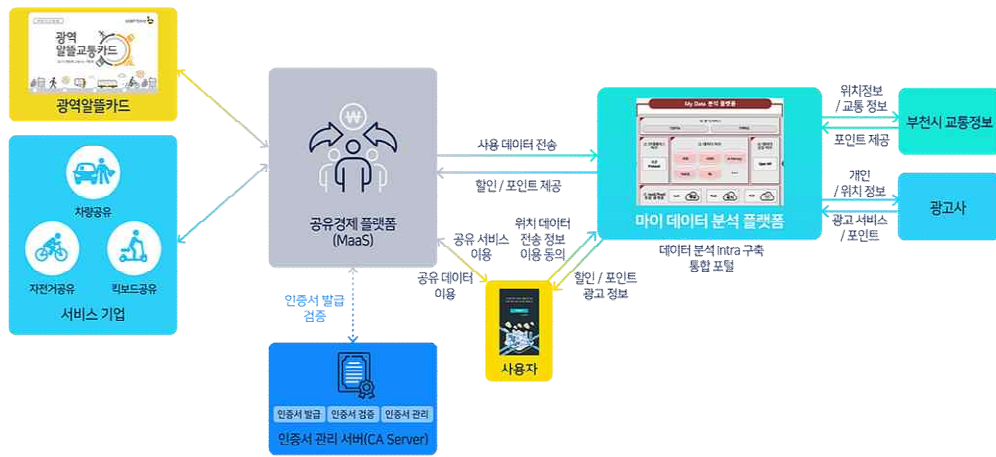 광역
알뜰교통카드
광역알뜰카드
차량공유
자전거공유
킥보드공유
서비스 기업
공유경제 플랫폼
(MaaS)
사용 데이터 전송
할인 / 포인트 제공
My Data 분석 플랫폼
마이 데이터 분석 플랫폼
데이터 분석 Intra 구축
통합 포털
위치정보
/ 교통 정보
포인트 제공
부천시 교통정보
개인
/ 위치 정보
광고 서비스
/ 포인트
광고사
공유 서비스
이용
공유 데이터
이용
위치 데이터
전송 정보
이용 동의
할인 / 포인트
광고 정보
사용자
인증서 발급
검증
인증서 발급
인증서 검증
인증서 관리
인증서 관리 서버(CA Server)